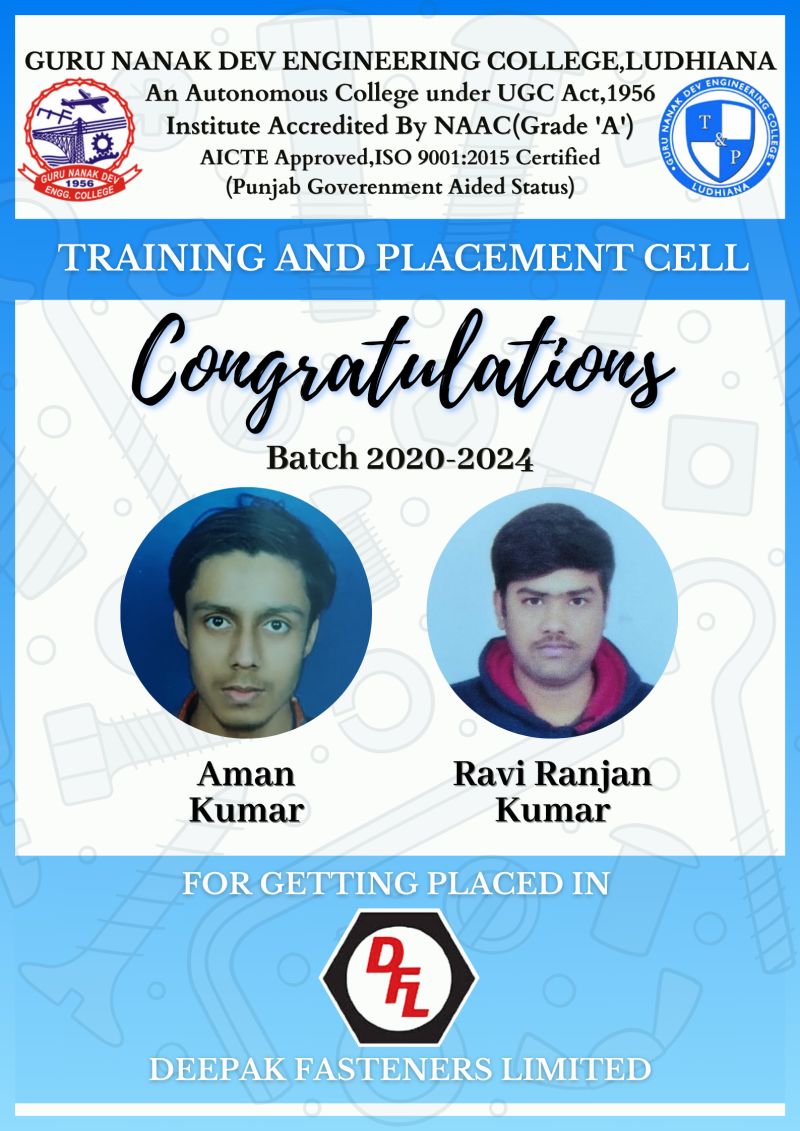 GURU NANAK DEV ENGINEERING COLLEGE,LUDHIANA
An Autonomous College under UGC Act,1956
Institute Accredited By NAAC(Grade 'A')
AICTE Approved,ISO 9001:2015 Certified
(Punjab Goverenment Aided Status)
GURU NANAK DEV
1956
ENGG. COLLEGE
GURU NANAK DEV ENGINEERING COLLEGE
T
&
P
LUDHIANA
TRAINING AND PLACEMENT CELL
Congratulations
Batch 2020-2024
Aman
Kumar
Ravi Ranjan
Kumar
FOR GETTING PLACED IN
DFL
DEEPAK FASTENERS LIMITED